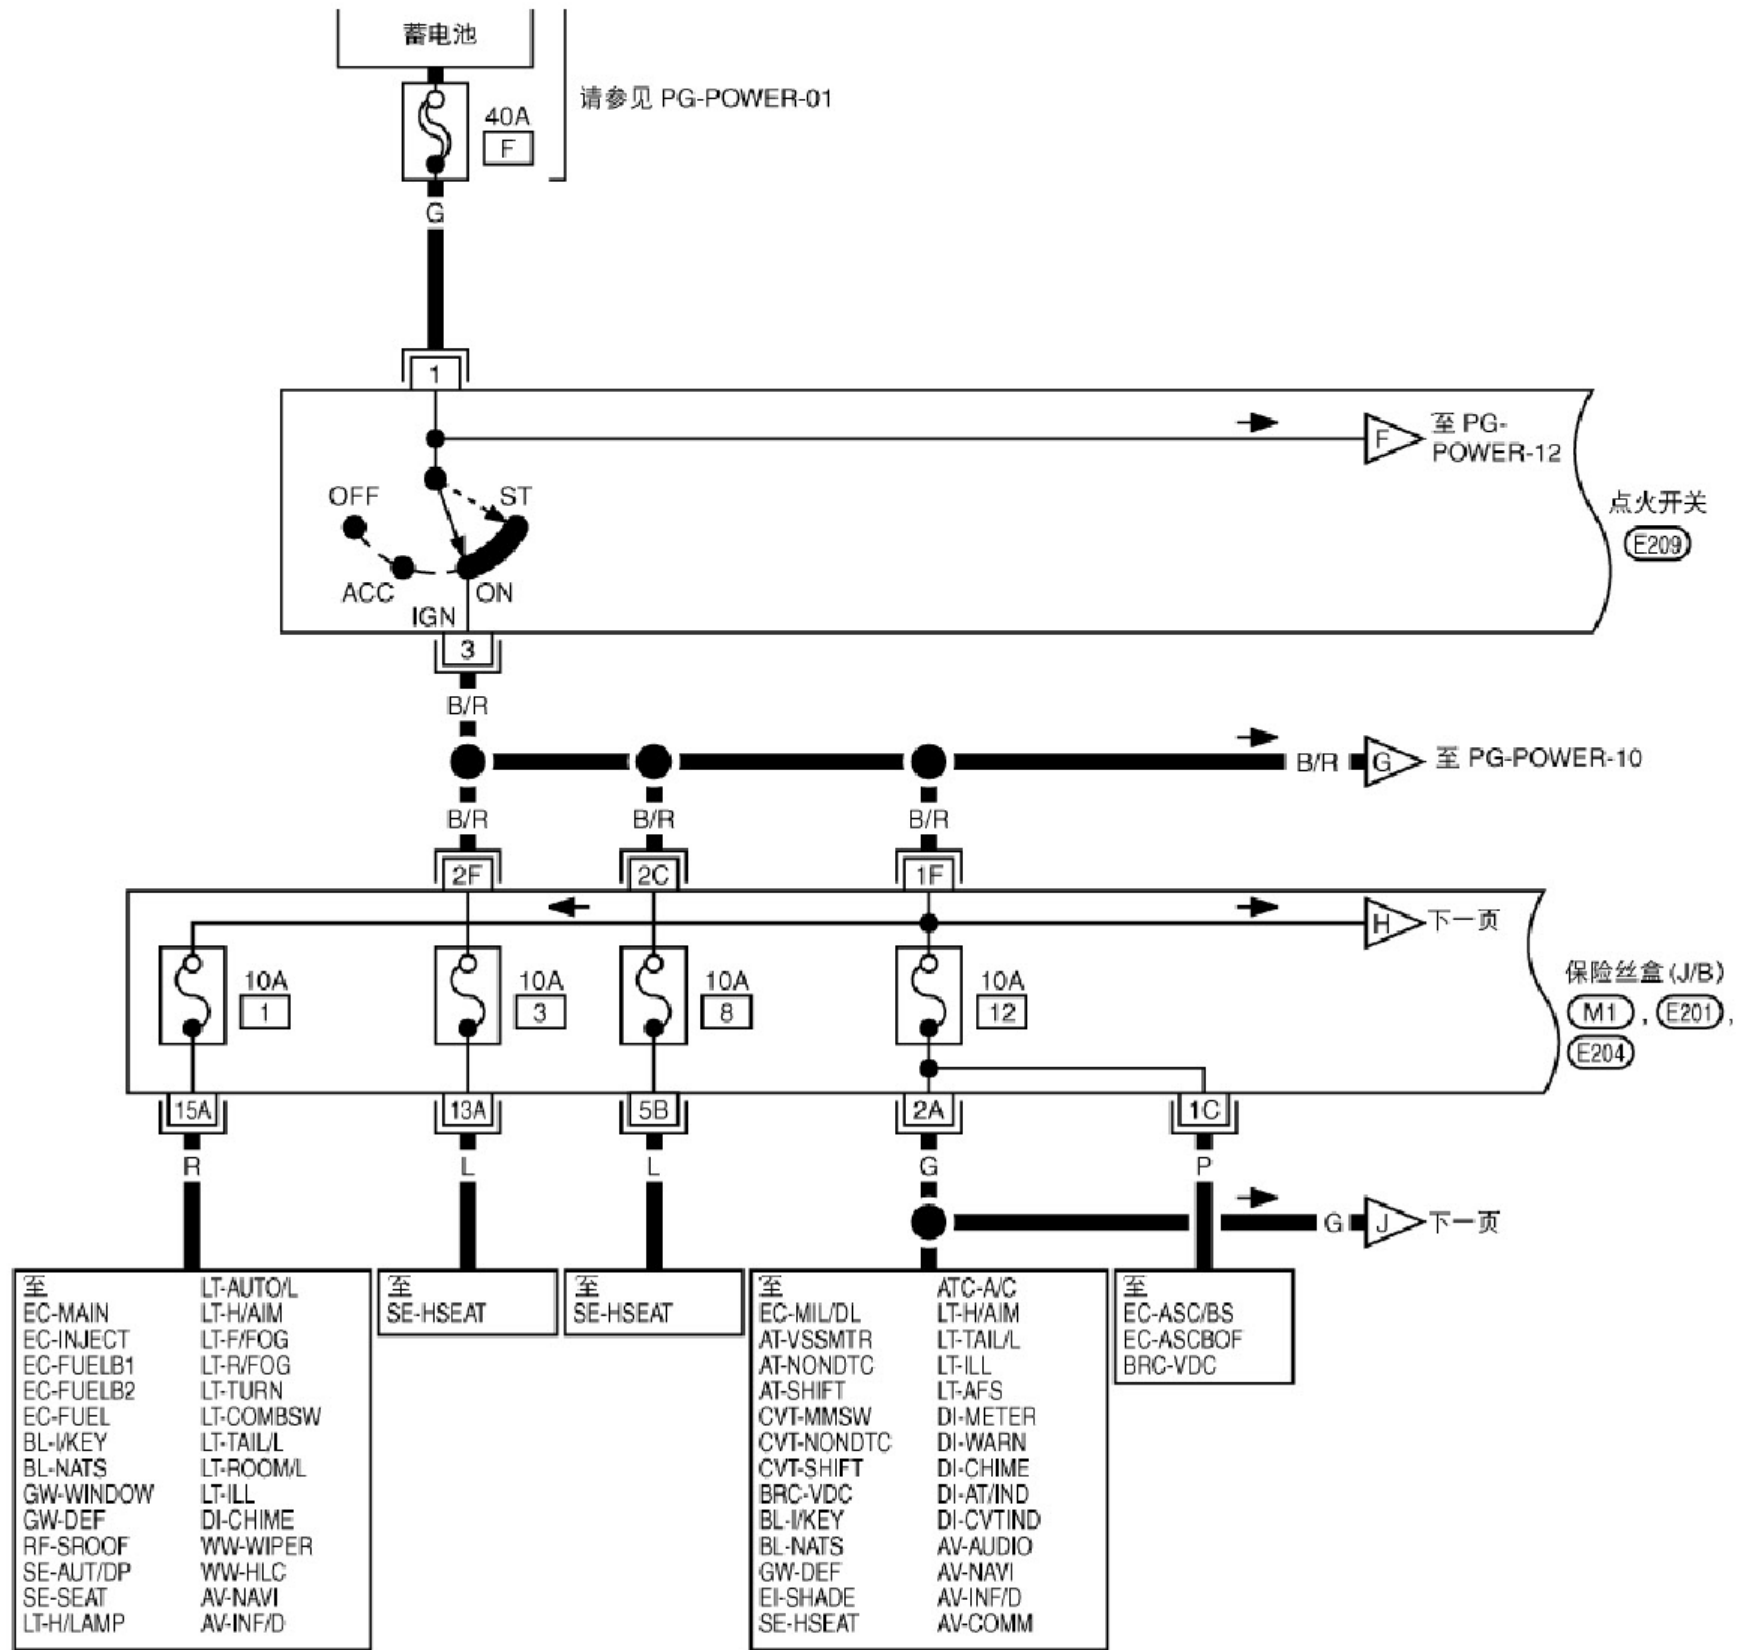 蓄电池
请参见 PG-POWER-01
40A
F
G
1
F
至 PG-
POWER-12
OFF
ST
点火开关
E209
ACC
ON
IGN
3
B/R
B/R
G
至 PG-POWER-10
B/R
B/R
B/R
2F
2C
1F
H
下一页
保险丝盒 (J/B)
M1 , E201 ,
E204
10A
1
10A
3
10A
8
10A
12
15A
13A
5B
2A
1C
R
L
L
G
P
G
J
下一页
至
EC-MAIN
EC-INJECT
EC-FUELB1
EC-FUELB2
EC-FUEL
BL-I/KEY
BL-NATS
GW-WINDOW
GW-DEF
RF-SROOF
SE-AUT/DP
SE-SEAT
LT-H/LAMP
LT-AUTO/L
LT-H/AIM
LT-F/FOG
LT-R/FOG
LT-TURN
LT-COMBSW
LT-TAIL/L
LT-ROOM/L
LT-ILL
DI-CHIME
WW-WIPER
WW-HLC
AV-NAVI
AV-INF/D
至
SE-HSEAT
至
SE-HSEAT
至
EC-MIL/DL
AT-VSSMTR
AT-NONDTC
AT-SHIFT
CVT-MMSW
CVT-NONDTC
CVT-SHIFT
BRC-VDC
BL-I/KEY
BL-NATS
GW-DEF
EI-SHADE
SE-HSEAT
ATC-A/C
LT-H/AIM
LT-TAIL/L
LT-ILL
LT-AFS
DI-METER
DI-WARN
DI-CHIME
DI-AT/IND
DI-CVTIND
AV-AUDIO
AV-NAVI
AV-INF/D
AV-COMM
至
EC-ASC/BS
EC-ASCBOF
BRC-VDC